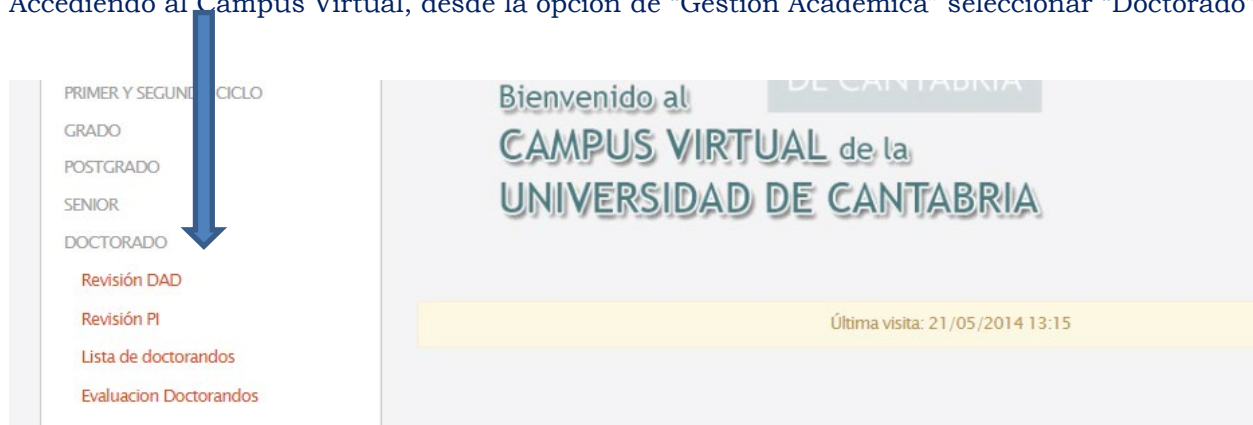 Accediendo al Campus Virtual, desde la opción de "Gestión Académica" seleccionar "Doctorado"
PRIMER Y SEGUNDO CICLO
GRADO
POSTGRADO
SENIOR
DOCTORADO
Revisión DAD
Revisión PI
Lista de doctorandos
Evaluacion Doctorandos
DE CANTABRIA
Bienvenido al
CAMPUS VIRTUAL de la
UNIVERSIDAD DE CANTABRIA
Última visita: 21/05/2014 13:15